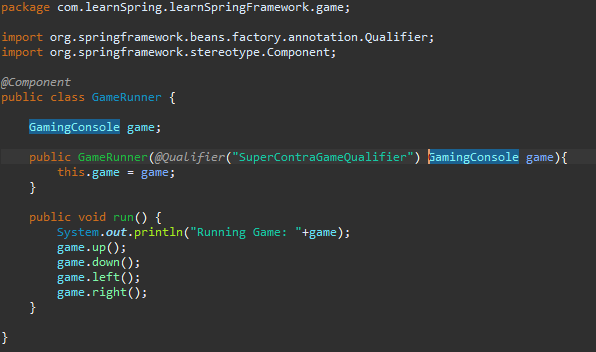 package com.learnSpring.learnSpringFramework.game;
import org.springframework.beans.factory.annotation.Qualifier;
import org.springframework.stereotype.Component;
@Component
public class GameRunner {
GamingConsole game;
public GameRunner(@Qualifier("SuperContraGameQualifier") GamingConsole game){
this.game = game;
}
public void run() {
System.out.println("Running Game: "+game);
game.up();
game.down();
game.left();
game.right();
}
}